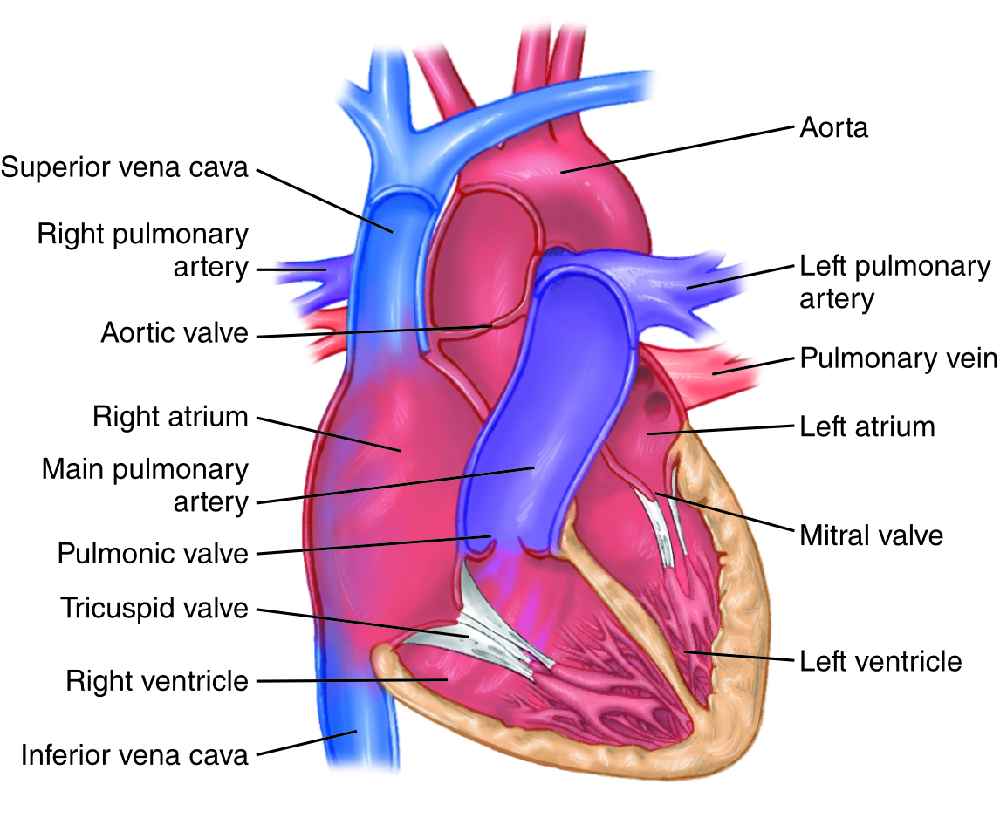 Superior vena cava
Right pulmonary
artery
Aortic valve
Right atrium
Main pulmonary
artery
Pulmonic valve
Tricuspid valve
Right ventricle
Inferior vena cava
Aorta
Left pulmonary
artery
Pulmonary vein
Left atrium
Mitral valve
Left ventricle